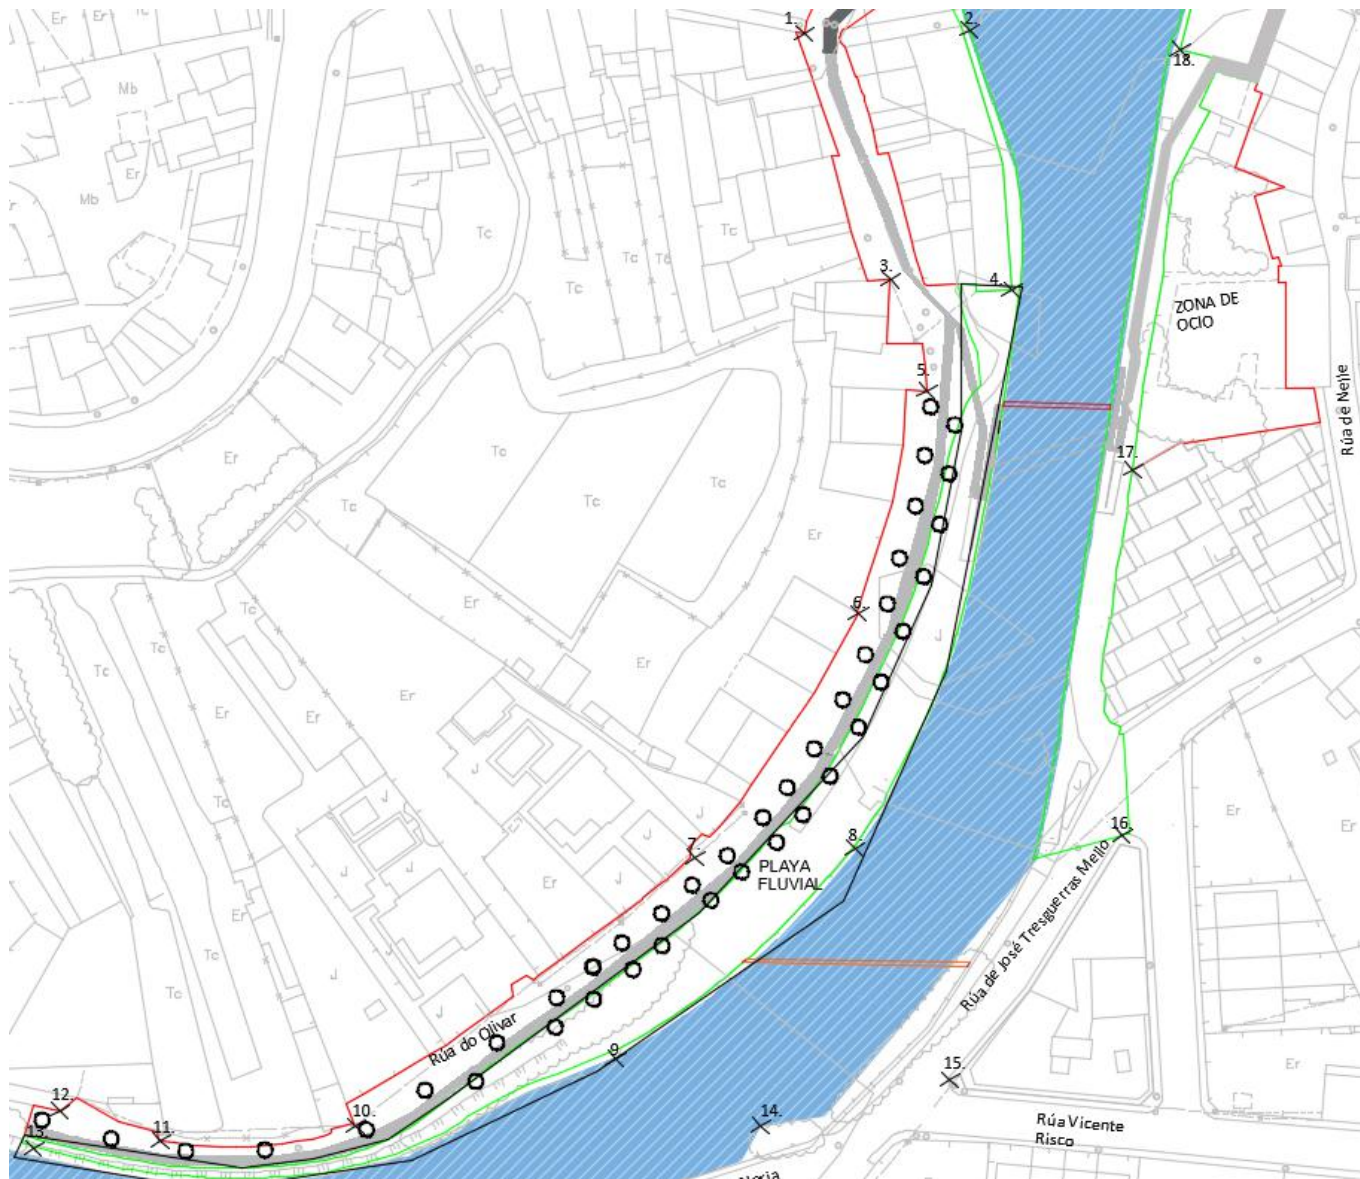 1.
2.
18.
Er
Er
Mb
Er
Mb
Er
Tc
Tc
Tc
Tc
Tc
3.
4.
ZONA DE
OCIO
5.
Rúa de Nelle
17.
Er
Tc
Tc
Tc
Tc
Er
6.
Tc
Er
J
Tc
Tc
Er
Er
Er
Er
Tc
J
J
J
Er
16.
7.
8.
PLAYA
FLUVIAL
Er
J
J
Er
Tc
J
J
Rúa de José Tresguerras Mello
Tc
Rúa do Olivar
9
15.
Er
12.
10.
11.
13.
14.
Rúa Vicente
Risco